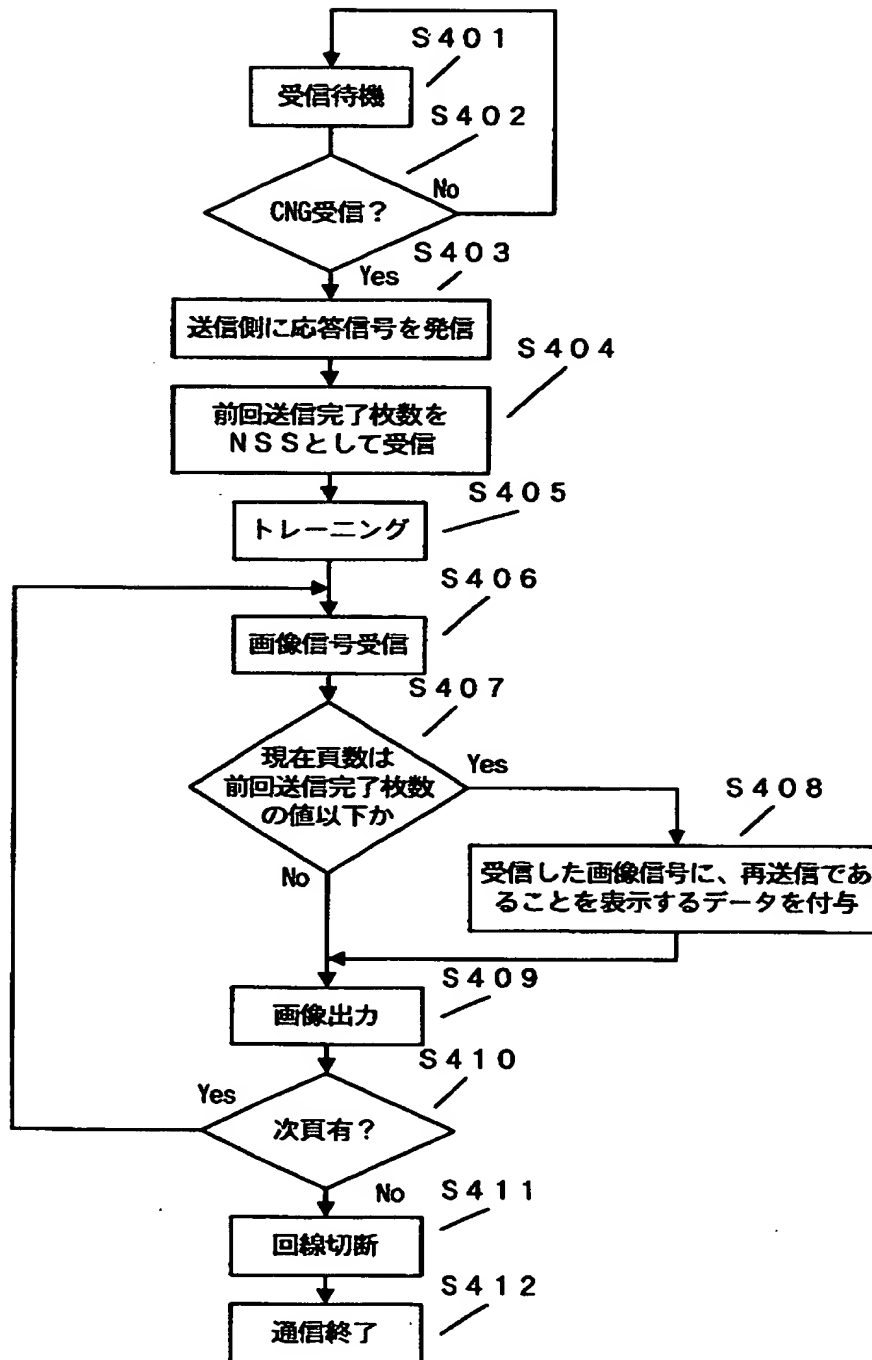 S401
受信待機
S402
No
CNG受信?
S403
Yes
送信側に応答信号を発信
S404
前回送信完了枚数を
NSSとして受信
S405
トレーニング
S406
画像信号受信
S407
現在頁数は
前回送信完了枚数
の値以下か
Yes
S408
No
受信した画像信号に、再送信であ
ることを表示するデータを付与
S409
画像出力
S410
Yes
次頁有?
No
S411
回線切断
S412
通信終了